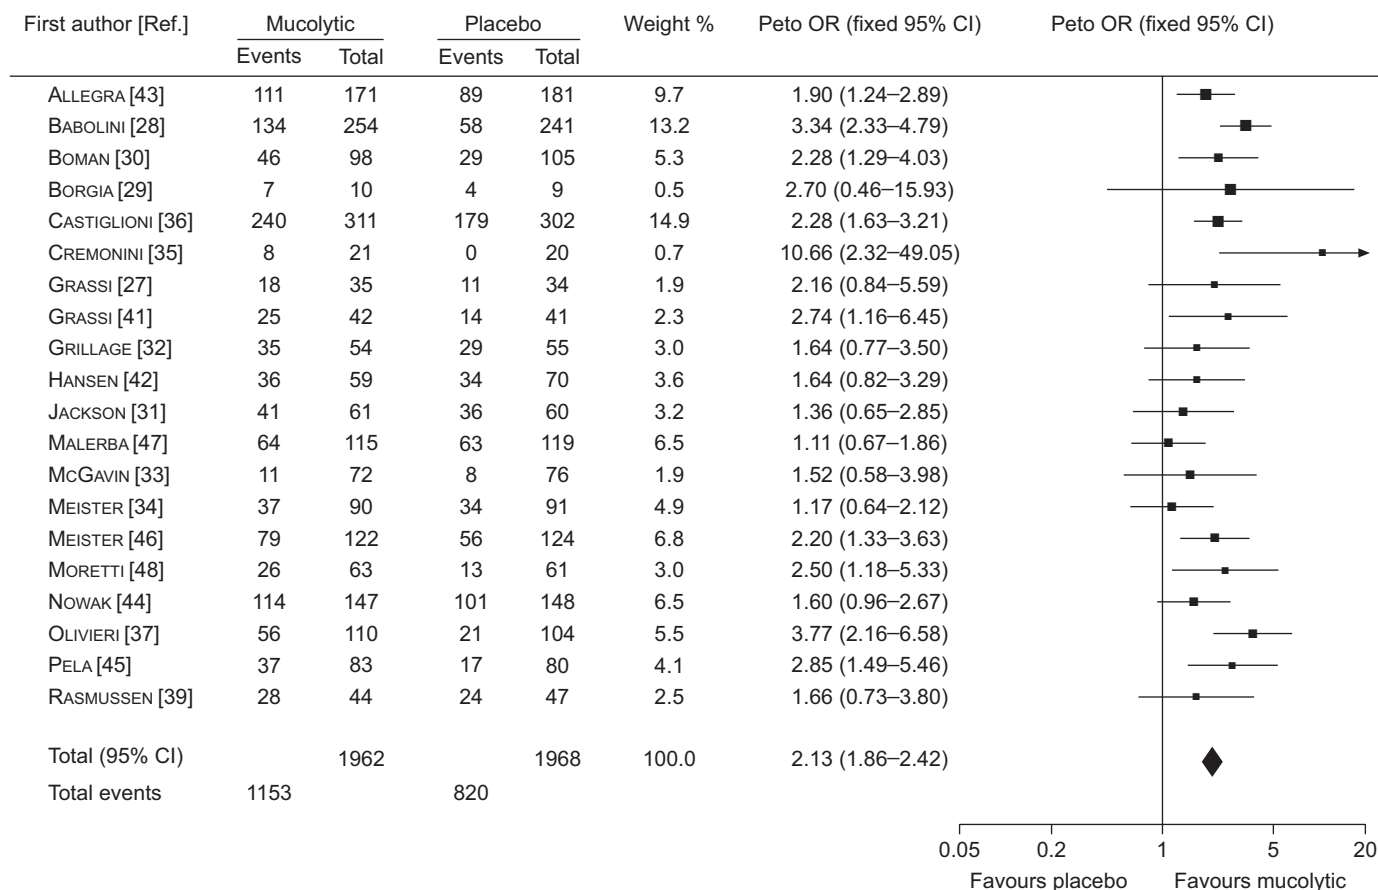 First author [Ref.] Mucolytic Placebo Weight % Peto OR (fixed 95% CI) Peto OR (fixed 95% CI)
Events Total Events Total
ALLEGRA [43] 111 171 89 181 9.7 1.90 (1.24–2.89)
BABOLINI [28] 134 254 58 241 13.2 3.34 (2.33–4.79)
BOMAN [30] 46 98 29 105 5.3 2.28 (1.29–4.03)
BORGIA [29] 7 10 4 9 0.5 2.70 (0.46-15.93)
CASTIGLIONI [36] 240 311 179 302 14.9 2.28 (1.63–3.21)
CREMONINI [35] 8 21 0 20 0.7 10.66 (2.32–49.05)
GRASSI [27] 18 35 11 34 1.9 2.16 (0.84–5.59)
GRASSI [41] 25 42 14 41 2.3 2.74 (1.16–6.45)
GRILLAGE [32] 35 54 29 55 3.0 1.64 (0.77–3.50)
HANSEN [42] 36 59 34 70 3.6 1.64 (0.82–3.29)
JACKSON [31] 41 61 36 60 3.2 1.36 (0.65–2.85)
MALERBA [47] 64 115 63 119 6.5 1.11 (0.67–1.86)
MCGAVIN [33] 11 72 8 76 1.9 1.52 (0.58–3.98)
MEISTER [34] 37 90 34 91 4.9 1.17 (0.64–2.12)
MEISTER [46] 79 122 56 124 6.8 2.20 (1.33–3.63)
MORETTI [48] 26 63 13 61 3.0 2.50 (1.18–5.33)
NOWAK [44] 114 147 101 148 6.5 1.60 (0.96–2.67)
OLIVIERI [37] 56 110 21 104 5.5 3.77 (2.16–6.58)
PELA [45] 37 83 17 80 4.1 2.85 (1.49–5.46)
RASMUSSEN [39] 28 44 24 47 2.5 1.66 (0.73–3.80)
Total (95% CI) 1962 1968 100.0 2.13 (1.86–2.42)
Total events 1153 820
0.05 0.2 1 5 20
Favours placebo Favours mucolytic